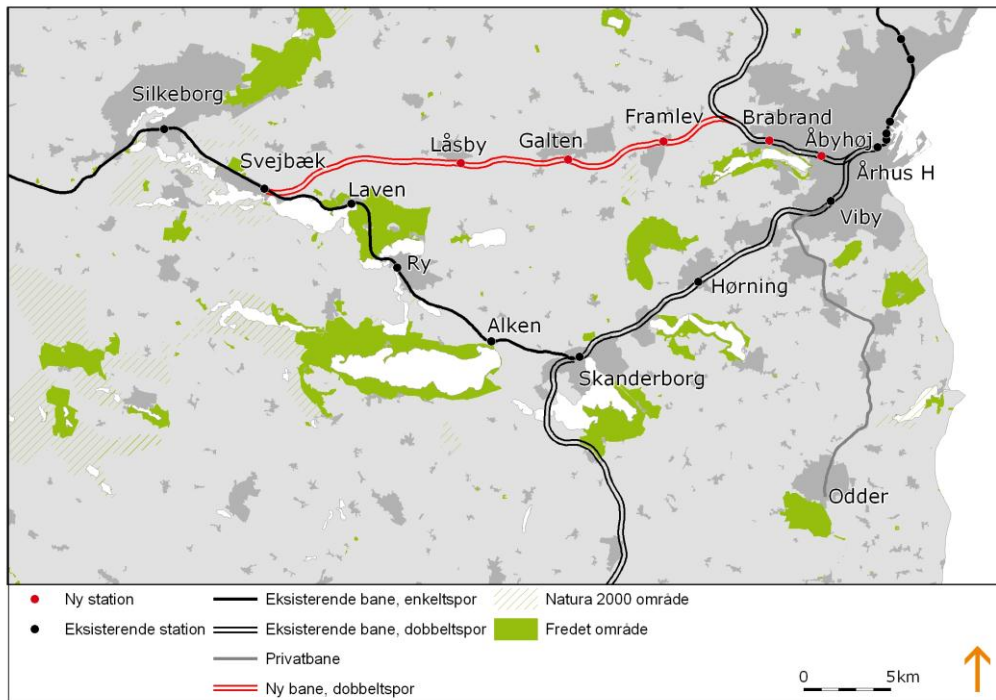 Silkeborg
Svejbæk
Laven
Ry
Alken
Låsby
Galten
Framlev
Brabrand
Åbyhøj
Århus H
Viby
Hørning
Skanderborg
Odder
Ny station
Eksisterende station
Eksisterende bane, enkeltspor
Eksisterende bane, dobbeltspor
Privatbane
Ny bane, dobbeltspor
Natura 2000 område
Fredet område
0 5km